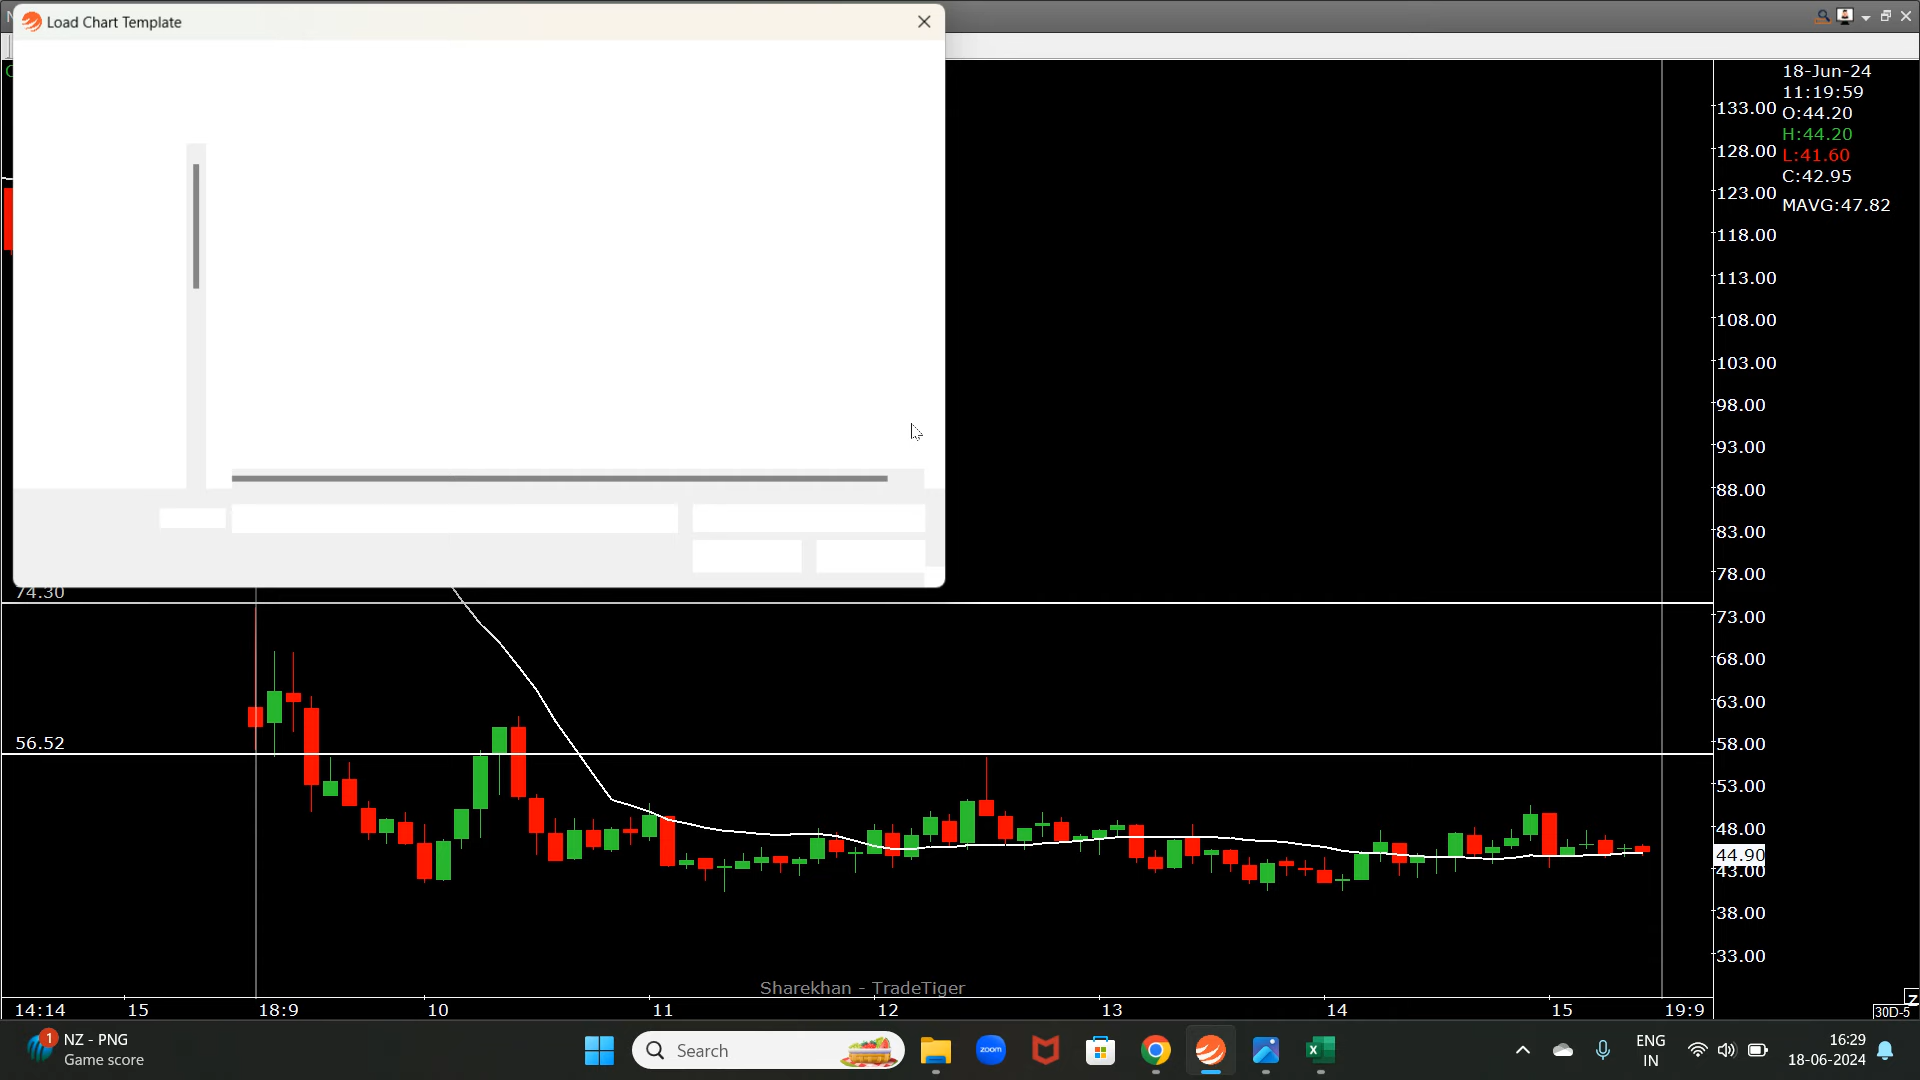 Load Chart Template
18-Jun-24
11:19:59
O:44.20
H:44.20
L:41.60
C:42.95
MAVG:47.82
133.00
128.00
123.00
118.00
113.00
108.00
103.00
98.00
93.00
88.00
83.00
78.00
73.00
68.00
63.00
58.00
53.00
48.00
44.90
43.00
38.00
33.00
74.30
56.52
Sharekhan - TradeTiger
14:14 15 18:9 10 11 12 13 14 15 19:9
Z
30D-5
1
NZ - PNG
Game score
Search
zoom
ENG
IN
16:29
18-06-2024